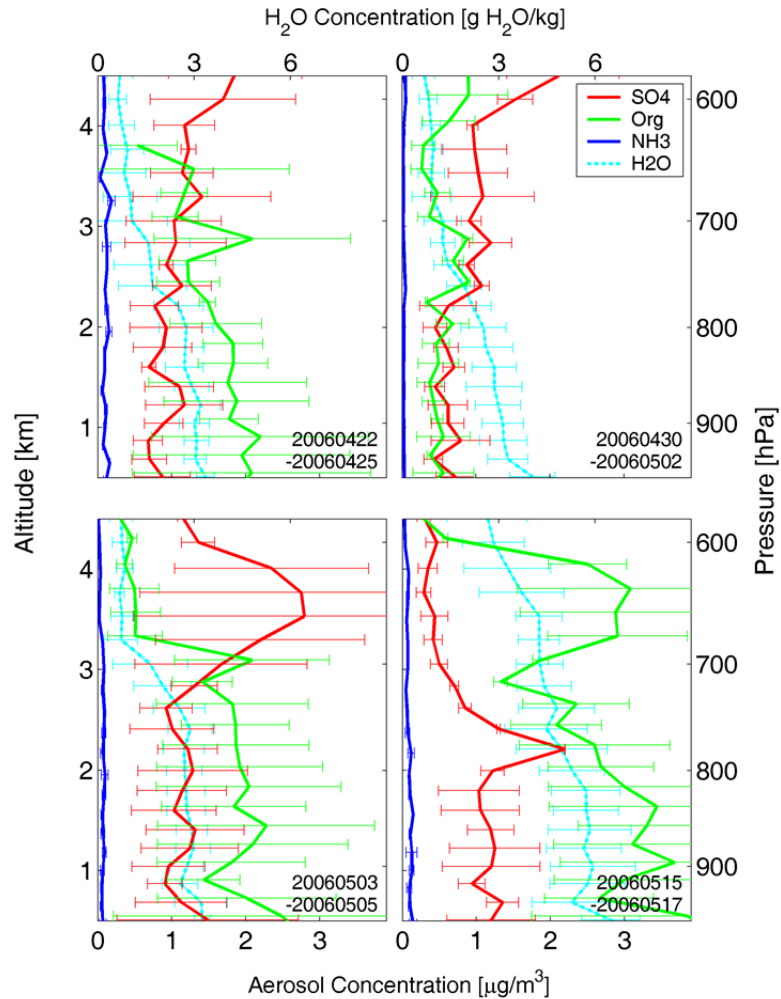 H₂O Concentration [g H₂O/kg]
0 3 6 0 3 6
4 3 2 1
SO4
Org
NH3
H2O
600
700
800
900
20060422
-20060425
20060430
-20060502
Altitude [km]
Pressure [hPa]
4 3 2 1
600
700
800
900
20060503
-20060505
20060515
-20060517
0 1 2 3 0 1 2 3
Aerosol Concentration [µg/m³]